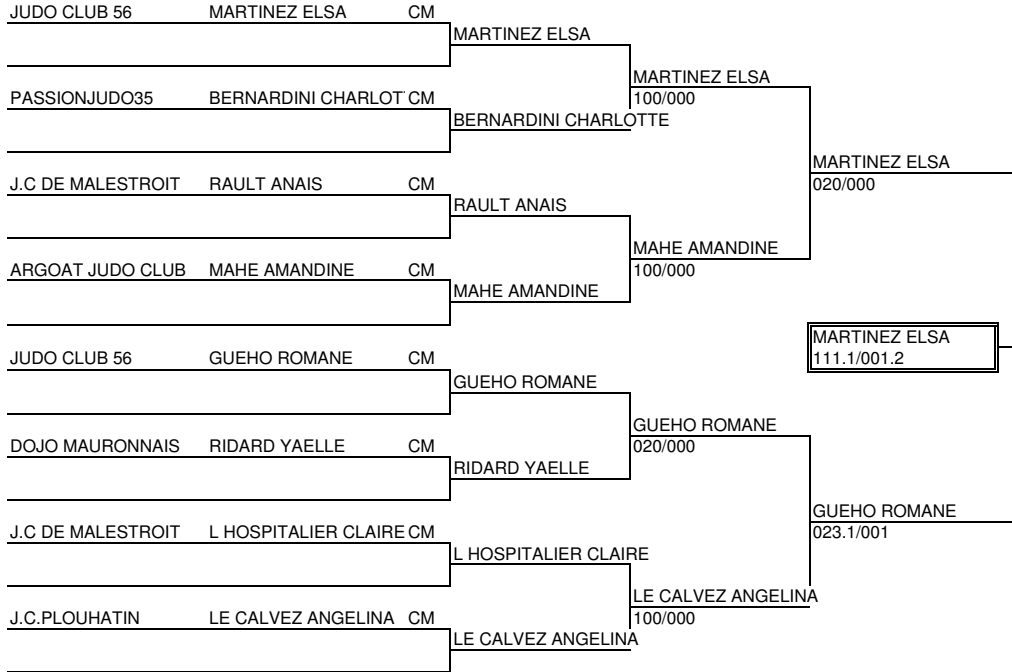 JUDO CLUB 56 MARTINEZ ELSA CM
MARTINEZ ELSA
MARTINEZ ELSA
100/000
PASSIONJUDO35 BERNARDINI CHARLOT CM
BERNARDINI CHARLOTTE
MARTINEZ ELSA
020/000
J.C DE MALESTROIT RAULT ANAIS CM
RAULT ANAIS
MAHE AMANDINE
100/000
ARGOAT JUDO CLUB MAHE AMANDINE CM
MAHE AMANDINE
MARTINEZ ELSA
111.1/001.2
JUDO CLUB 56 GUEHO ROMANE CM
GUEHO ROMANE
GUEHO ROMANE
020/000
DOJO MAURONNAIS RIDARD YAELLE CM
RIDARD YAELLE
GUEHO ROMANE
023.1/001
J.C DE MALESTROIT L HOSPITALIER CLAIRE CM
L HOSPITALIER CLAIRE
LE CALVEZ ANGELINA
100/000
J.C.PLOUHATIN LE CALVEZ ANGELINA CM
LE CALVEZ ANGELINA